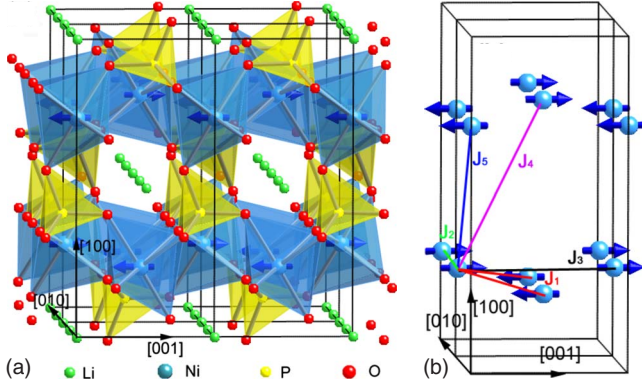 [100]
[010]
[001]
(a)
Li
Ni
P
O
J5
J4
J2
J3
J1
[100]
[010]
[001]
(b)